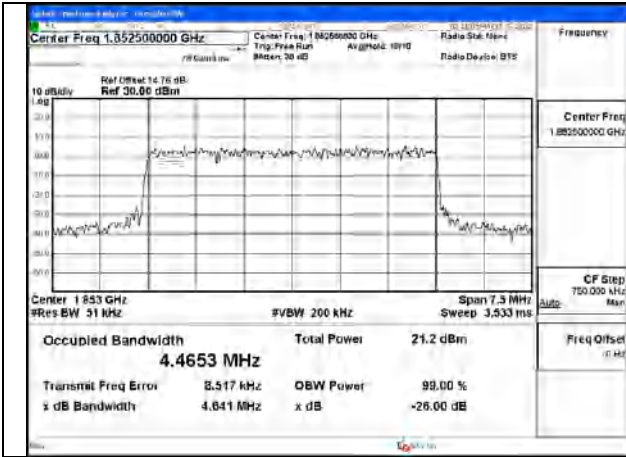 Center Freq 1.852500000 GHz
Center Freq: 1.852500000 GHz
Radio Std: None
Frequency
Trig: Free Run
Avg|Hold: 10/10
#Atten: 30 dB
Radio Device: BTS
Ref Offset 14.76 dB
10 dB/div
Ref 30.00 dBm
Log
Center Freq
1.852500000 GHz
Center 1.853 GHz
Span 7.5 MHz
#Res BW 51 kHz
#VBW 200 kHz
Sweep 3.533 ms
CF Step
750.000 kHz
Auto
Man
Occupied Bandwidth
Total Power
21.2 dBm
4.4653 MHz
Freq Offset
0 Hz
Transmit Freq Error
8.517 kHz
OBW Power
99.00 %
x dB Bandwidth
4.641 MHz
x dB
-26.00 dB